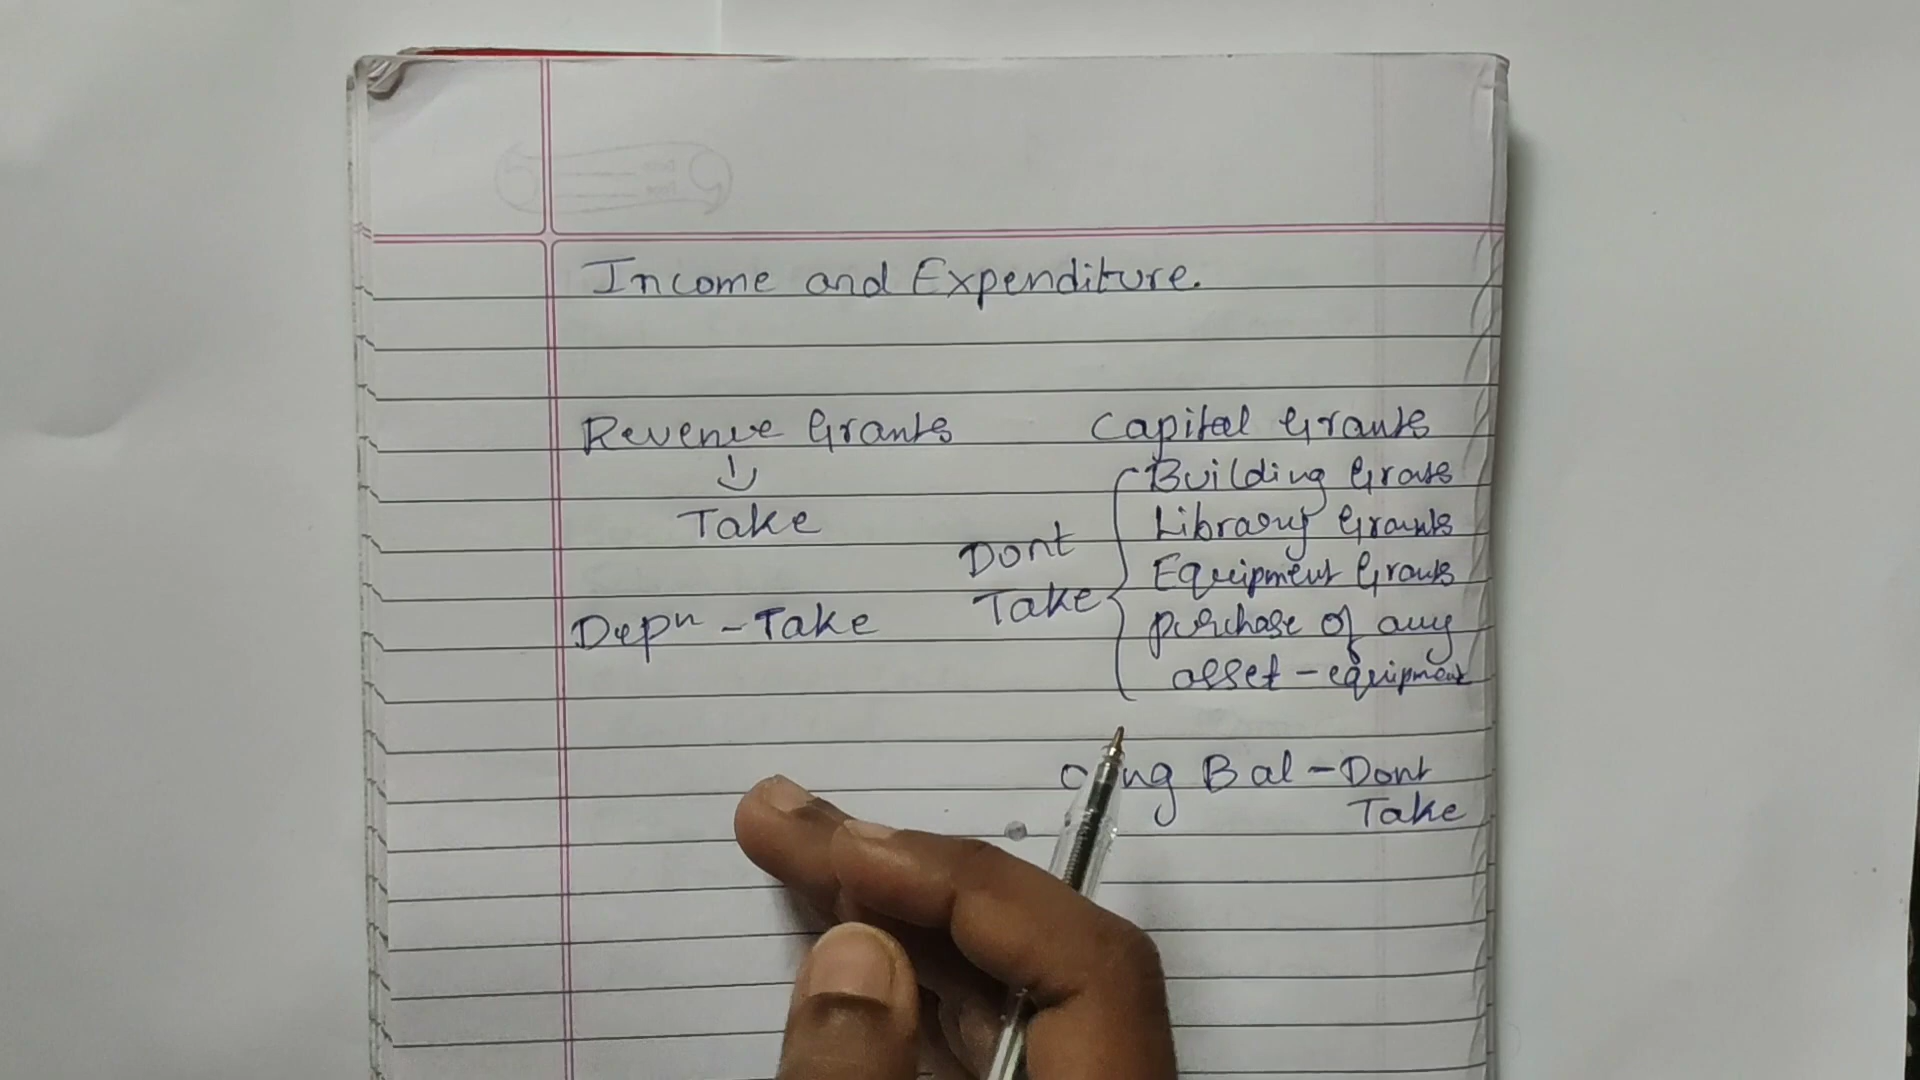 Income and Expenditure.
Revenue Grants
Take
Depn - Take
Capital Grants
Building Grats
Library Grants
Equipment Grants
purchase of any
asset - equipment
Dont
Take
Bal - Dont
Take